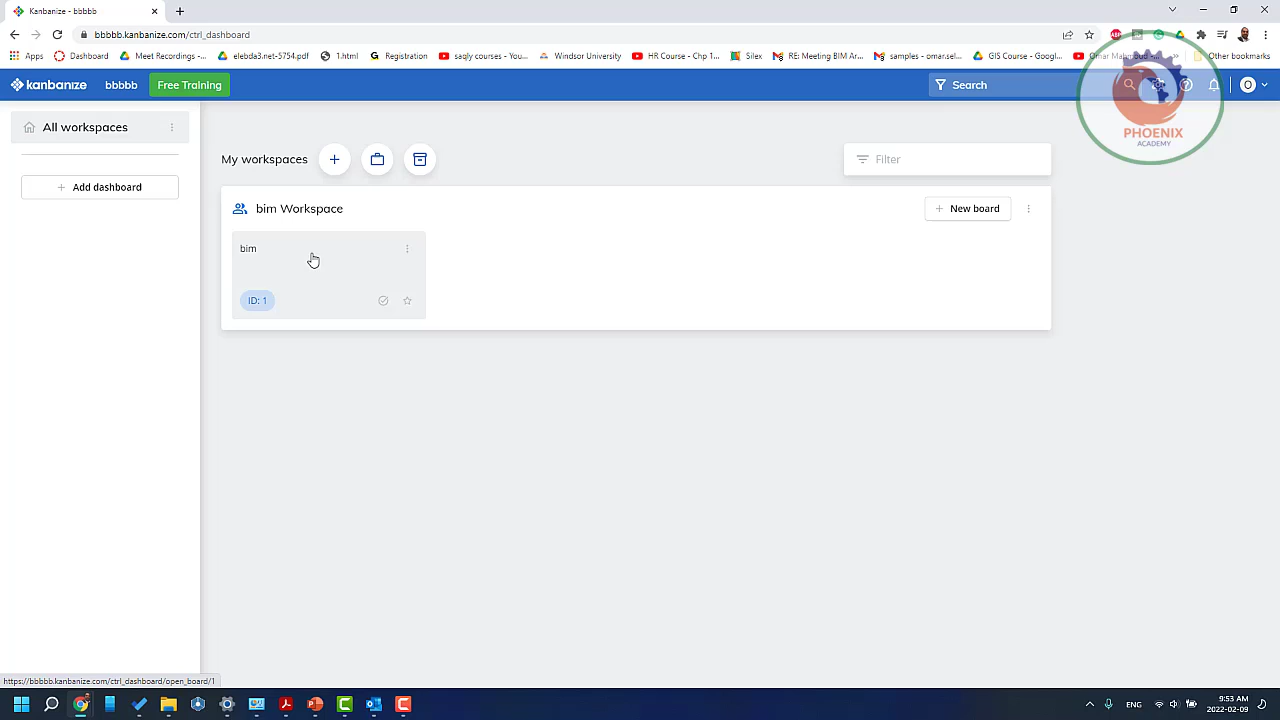 Kanbanize - bbbbb
bbbbb.kanbanize.com/ctrl_dashboard
Apps
Dashboard
Meet Recordings -...
elebda3.net-5754.pdf
1.html
Registration
saqly courses - You...
Windsor University
HR Course - Chp 1...
Silex
RE: Meeting BIM Ar...
samples - omar.sel...
GIS Course - Googl...
Omar Mahmoud -...
Other bookmarks
kanbanize
bbbbb
Free Training
Search
O
PHOENIX
ACADEMY
All workspaces
Add dashboard
My workspaces
Filter
bim Workspace
New board
bim
ID: 1
https://bbbbb.kanbanize.com/ctrl_dashboard/open_board/1
ENG
9:53 AM
2022-02-09